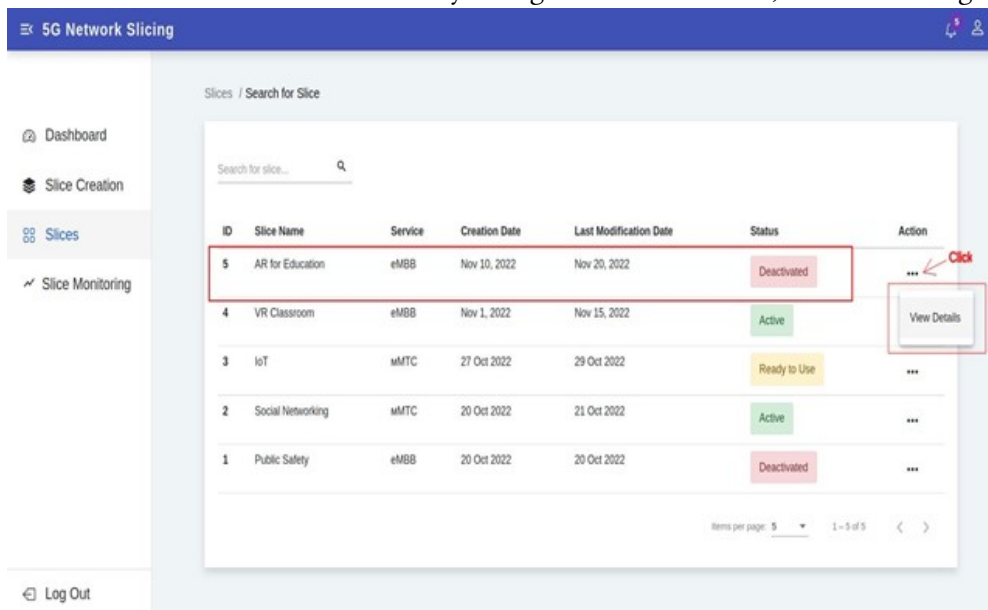 5G Network Slicing
5
Slices / Search for Slice
Dashboard
Search for slice...
Slice Creation
Slices
ID Slice Name Service Creation Date Last Modification Date Status Action
5 AR for Education eMBB Nov 10, 2022 Nov 20, 2022 Deactivated ... Click
Slice Monitoring
4 VR Classroom eMBB Nov 1, 2022 Nov 15, 2022 Active View Details
3 IoT мMTC 27 Oct 2022 29 Oct 2022 Ready to Use ...
2 Social Networking мMTC 20 Oct 2022 21 Oct 2022 Active ...
1 Public Safety eMBB 20 Oct 2022 20 Oct 2022 Deactivated ...
Items per page: 5 1 – 5 of 5
Log Out